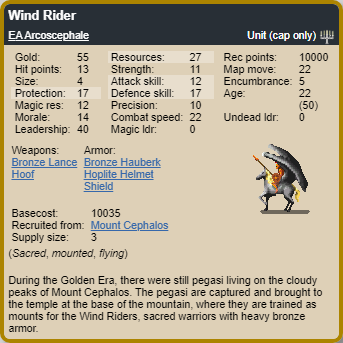 Wind Rider
EA Arcoscephale Unit (cap only)
Gold: 55 Resources: 27 Rec points: 10000
Hit points: 13 Strength: 11 Map move: 22
Size: 4 Attack skill: 12 Encumbrance: 5
Protection: 17 Defence skill: 17 Age: 22
Magic res: 12 Precision: 10 (50)
Morale: 14 Combat speed: 22 Undead ldr: 0
Leadership: 40 Magic ldr: 0
Weapons: Armor:
Bronze Lance Bronze Hauberk
Hoof Hoplite Helmet
Shield
Basecost: 10035
Recruited from: Mount Cephalos
Supply size: 3
(Sacred, mounted, flying)
During the Golden Era, there were still pegasi living on the cloudy
peaks of Mount Cephalos. The pegasi are captured and brought to
the temple at the base of the mountain, where they are trained as
mounts for the Wind Riders, sacred warriors with heavy bronze
armor.